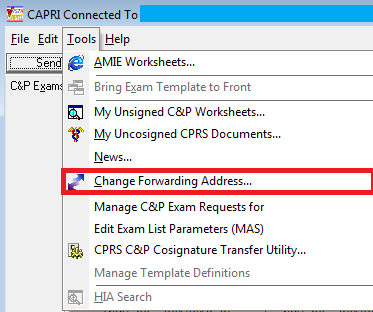 CAPRI Connected To
File Edit Tools Help
Send
C&P Exams
AMIE Worksheets...
Bring Exam Template to Front
My Unsigned C&P Worksheets...
My Uncosigned CPRS Documents...
News...
Change Forwarding Address...
Manage C&P Exam Requests for
Edit Exam List Parameters (MAS)
CPRS C&P Cosignature Transfer Utility...
Manage Template Definitions
HIA Search